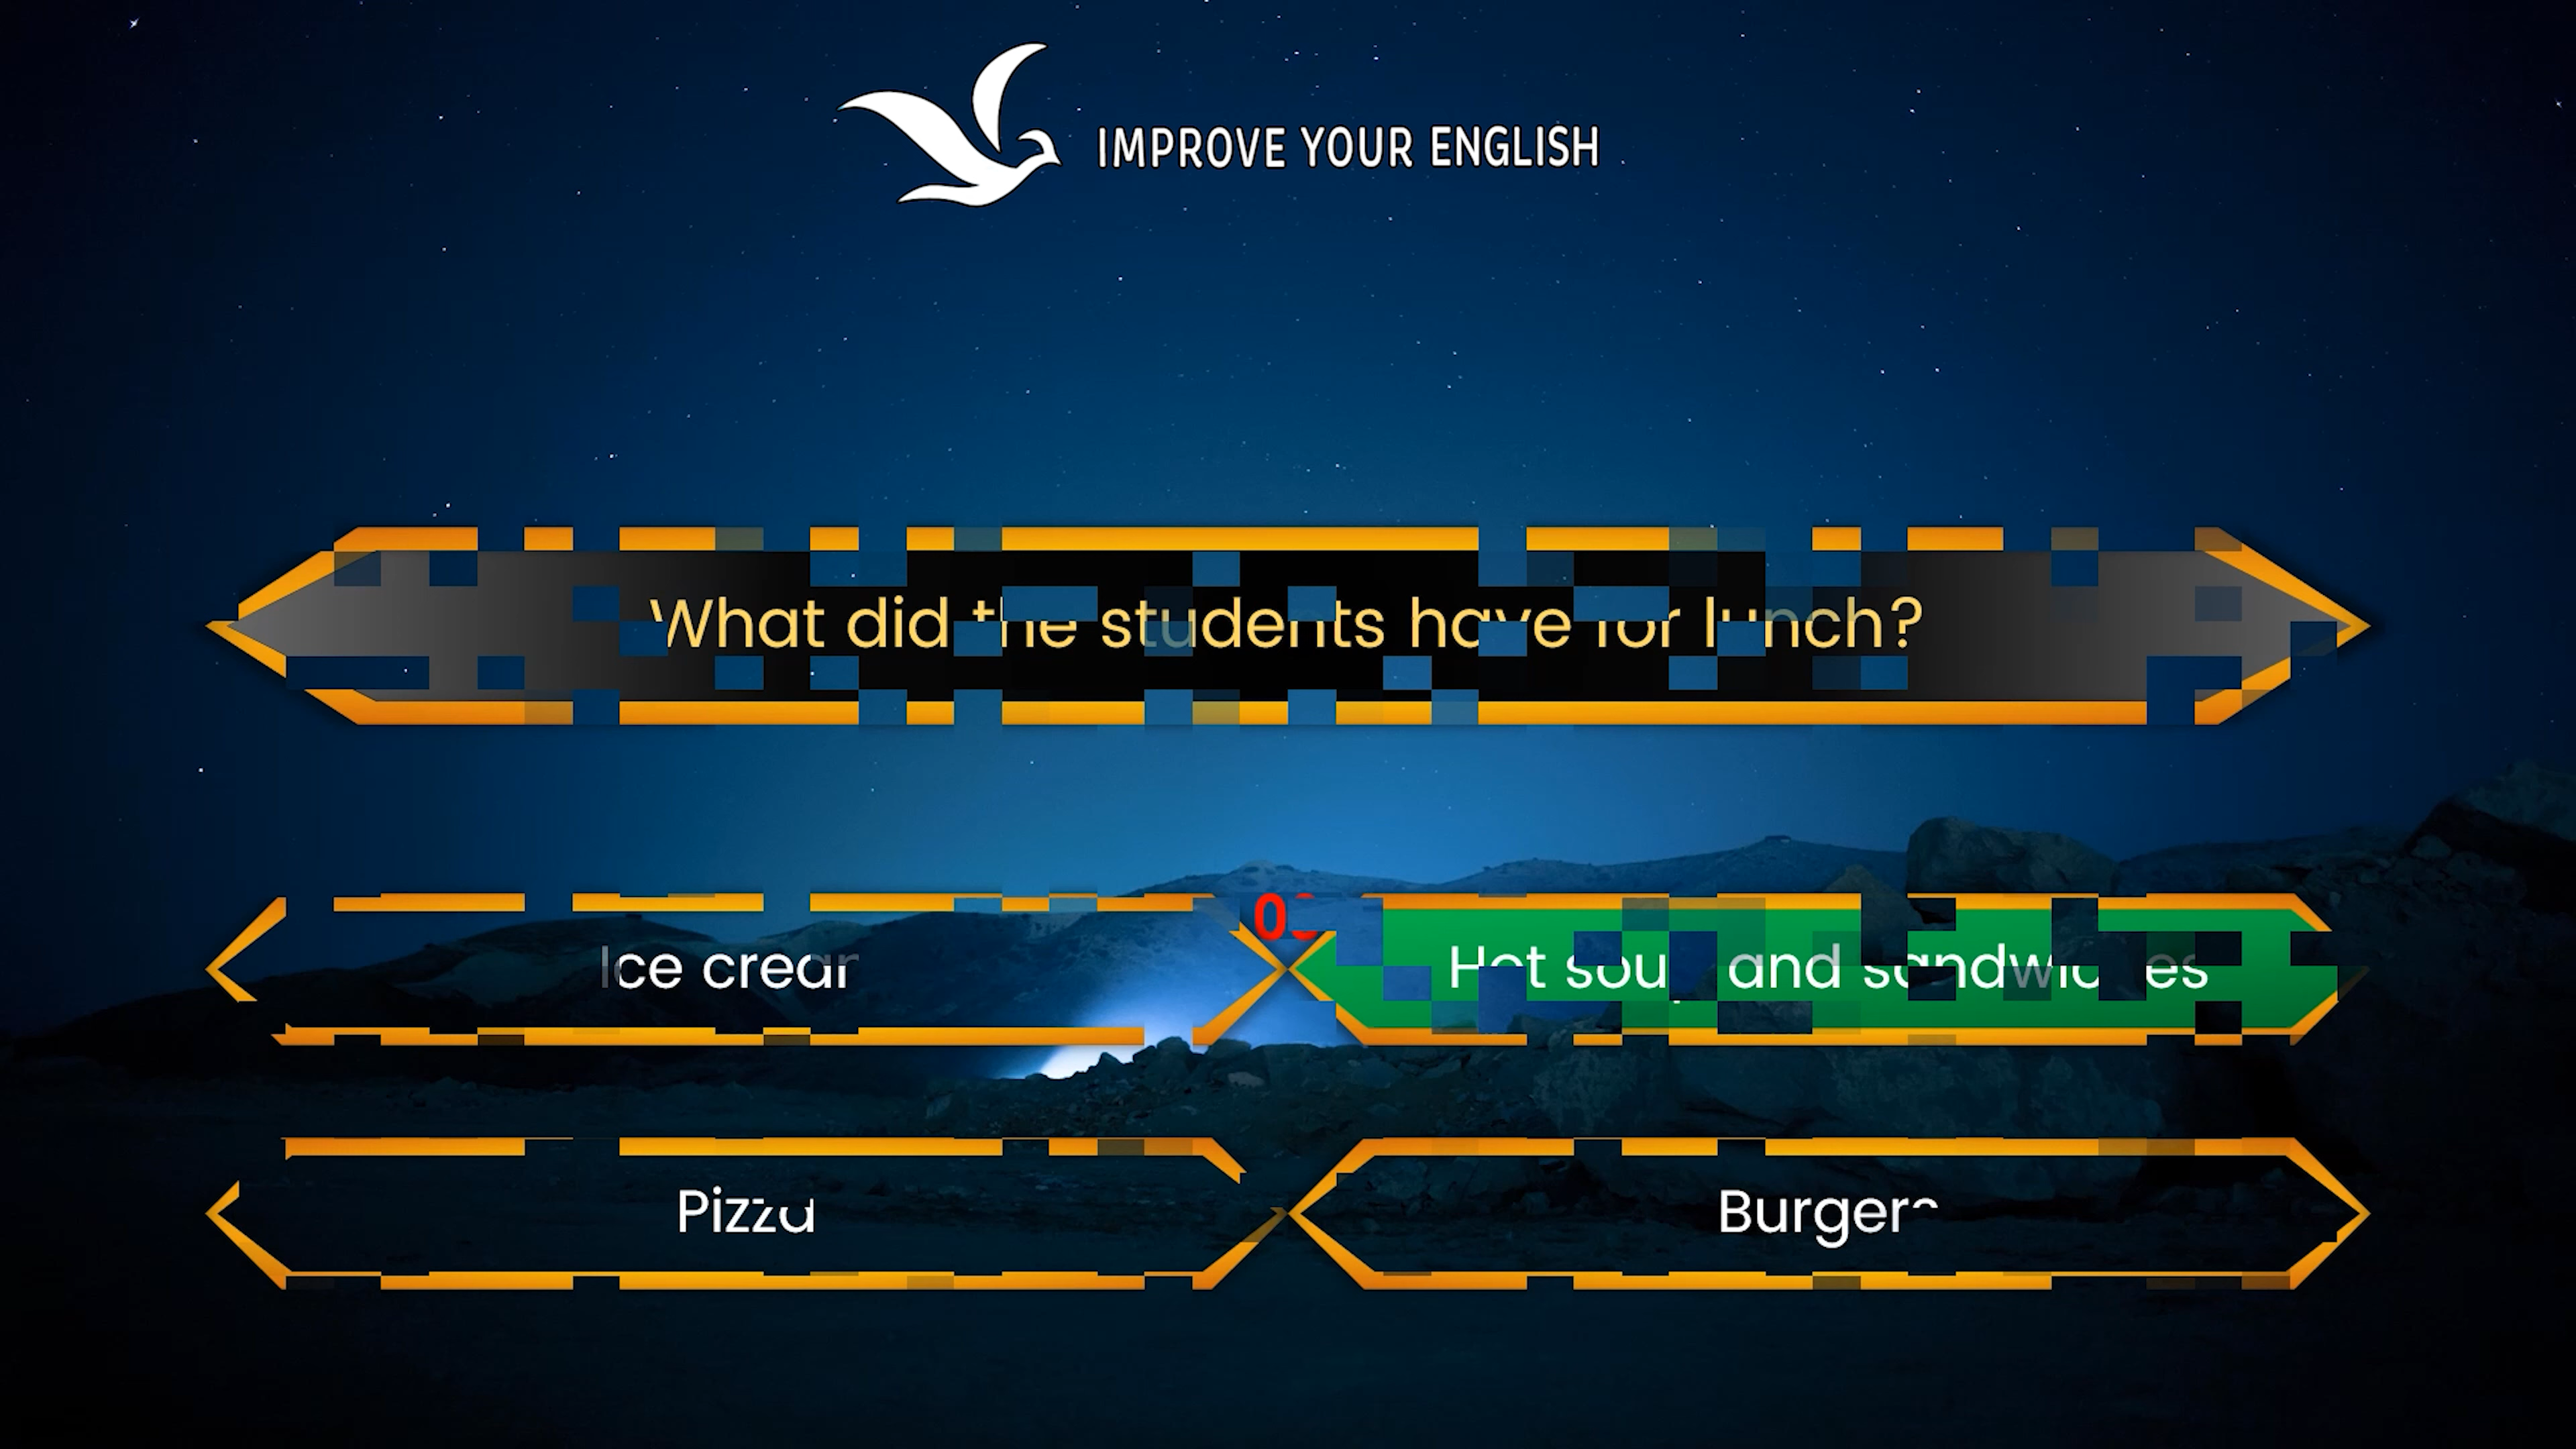 IMPROVE YOUR ENGLISH
What did the students have for lunch?
Ice cream
Hot soup and sandwiches
Pizza
Burgers